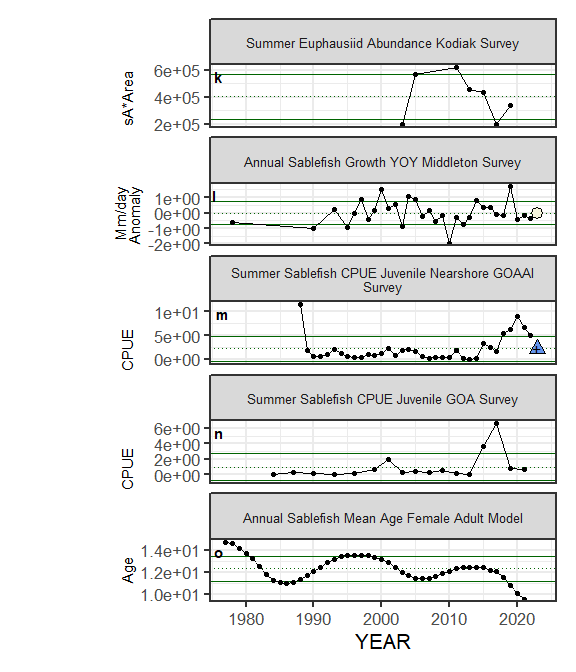 Summer Euphausiid Abundance Kodiak Survey
k
sA*Area
6e+05
4e+05
2e+05
Annual Sablefish Growth YOY Middleton Survey
l
Mm/day
Anomaly
1e+00
0e+00
-1e+00
-2e+00
Summer Sablefish CPUE Juvenile Nearshore GOAAI
Survey
m
CPUE
1e+01
5e+00
0e+00
Summer Sablefish CPUE Juvenile GOA Survey
n
CPUE
6e+00
4e+00
2e+00
0e+00
Annual Sablefish Mean Age Female Adult Model
o
Age
1.4e+01
1.2e+01
1.0e+01
1980 1990 2000 2010 2020
YEAR